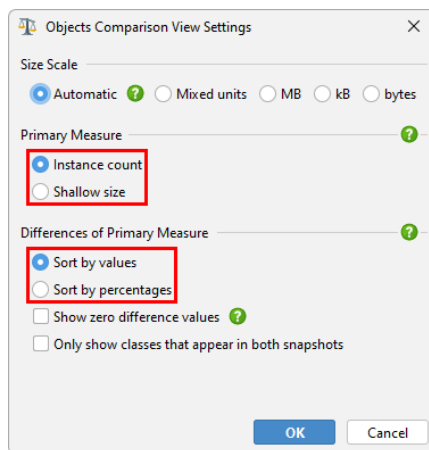 Objects Comparison View Settings
Size Scale
Automatic ? Mixed units MB kB bytes
Primary Measure ?
Instance count
Shallow size
Differences of Primary Measure ?
Sort by values
Sort by percentages
Show zero difference values ?
Only show classes that appear in both snapshots
OK Cancel